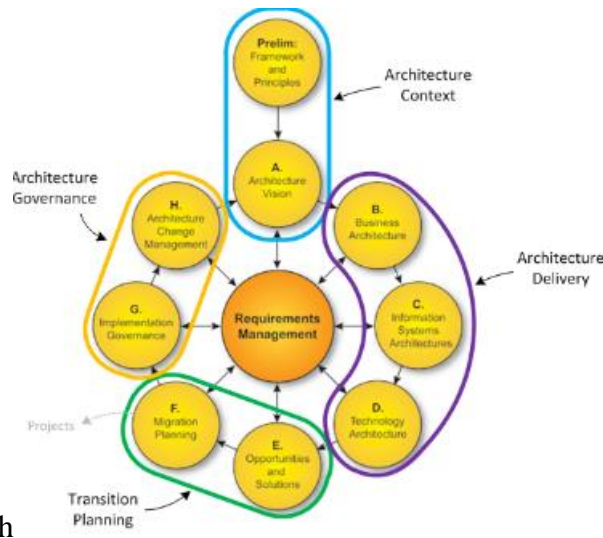 Prelim:
Framework
and
Principles
Architecture
Context
A.
Architecture
Vision
Architecture
Governance
H.
Architecture
Change
Management
B.
Business
Architecture
Architecture
Delivery
G.
Implementation
Governance
Requirements
Management
C.
Information
Systems
Architectures
Projects
F.
Migration
Planning
D.
Technology
Architecture
E.
Opportunities
and
Solutions
Transition
Planning
h